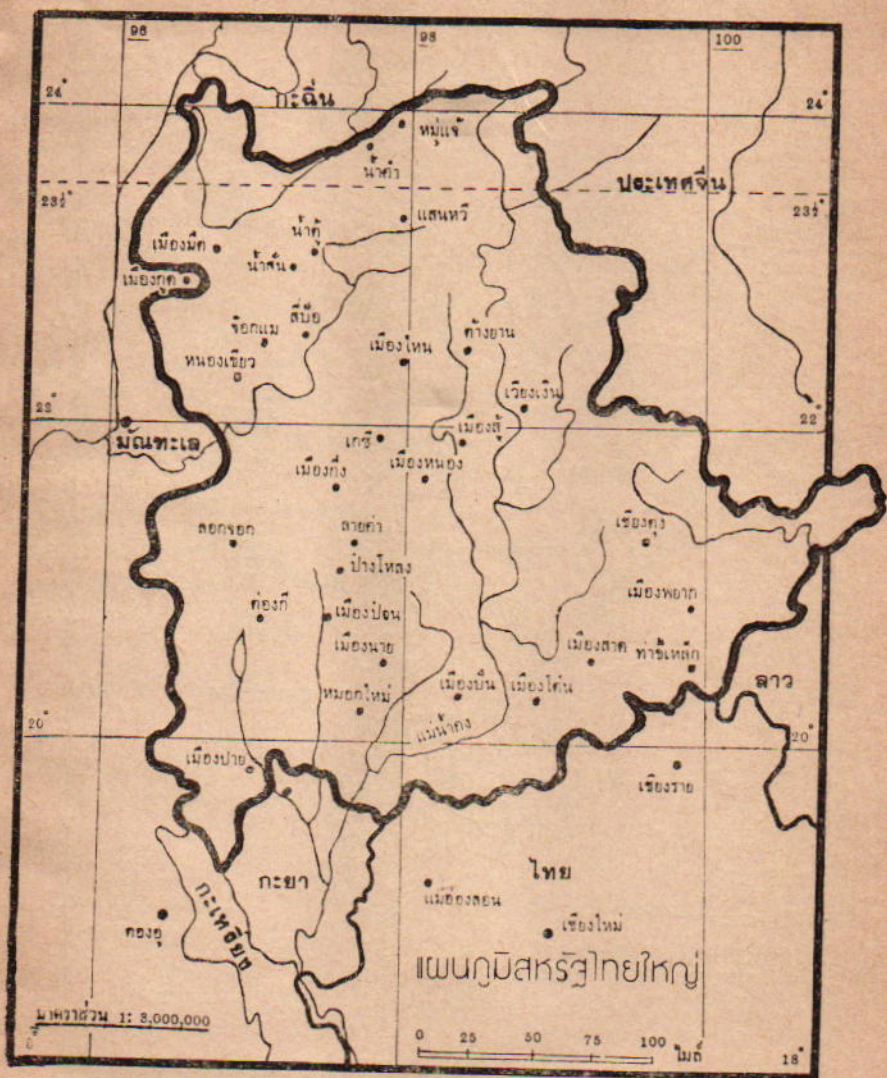 96
98
100
24°
กะฉิ่น
24°
หมู่แจ้
น้ำคำ
ประเทศจีน
23½°
23½°
แสนหวี
น้ำตู้
เมืองมีด
น้ำสั่น
เมืองกูด
สี่ป้อ
จ๊อกแม
ต้างยาน
เมืองไหน
หนองเขียว
เวียงเงิน
22°
22°
มัณฑะเล
เกซี
เมืองสู้
เมืองกึ๋ง
เมืองหนอง
ลอกจอก
ลายค่า
เชียงตุง
ป๋างโหลง
เมืองพยาก
ต่องกี
เมืองป๋อน
เมืองนาย
เมืองสาด
ท่าขี้เหล็ก
ลาว
หมอกใหม่
เมืองปั่น
เมืองโต๋น
20°
แม่น้ำคง
20°
เมืองปาย
เชียงราย
กะยา
ไทย
แม่ฮ่องสอน
กะเหรี่ยง
ตองอู
เชียงใหม่
แผนภูมิสหรัฐไทยใหญ่
มาตราส่วน 1: 3,000,000
0 25 50 75 100 ไมล์
18°